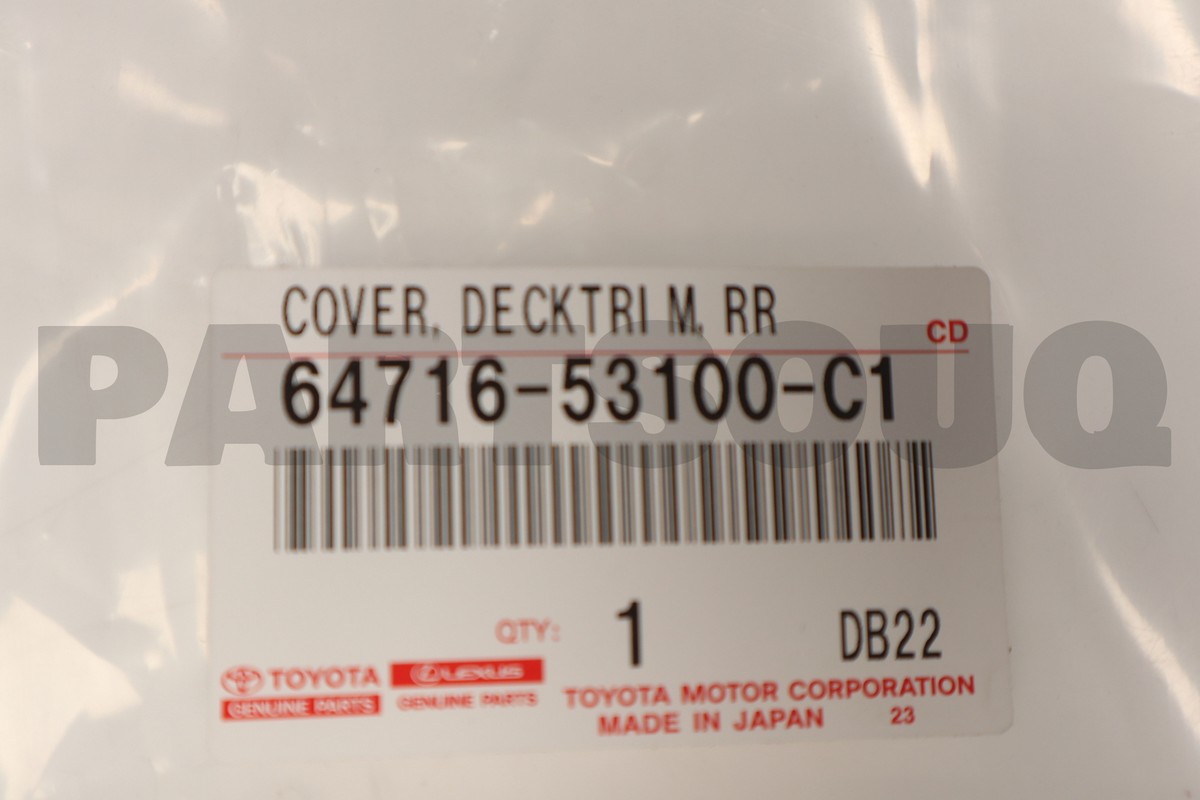 COVER, DECKTRI M, RR
CD
64716-53100-C1
PARTSOUQ
QTY: 1 DB22
TOYOTA
GENUINE PARTS
LEXUS
GENUINE PARTS
TOYOTA MOTOR CORPORATION
MADE IN JAPAN 23